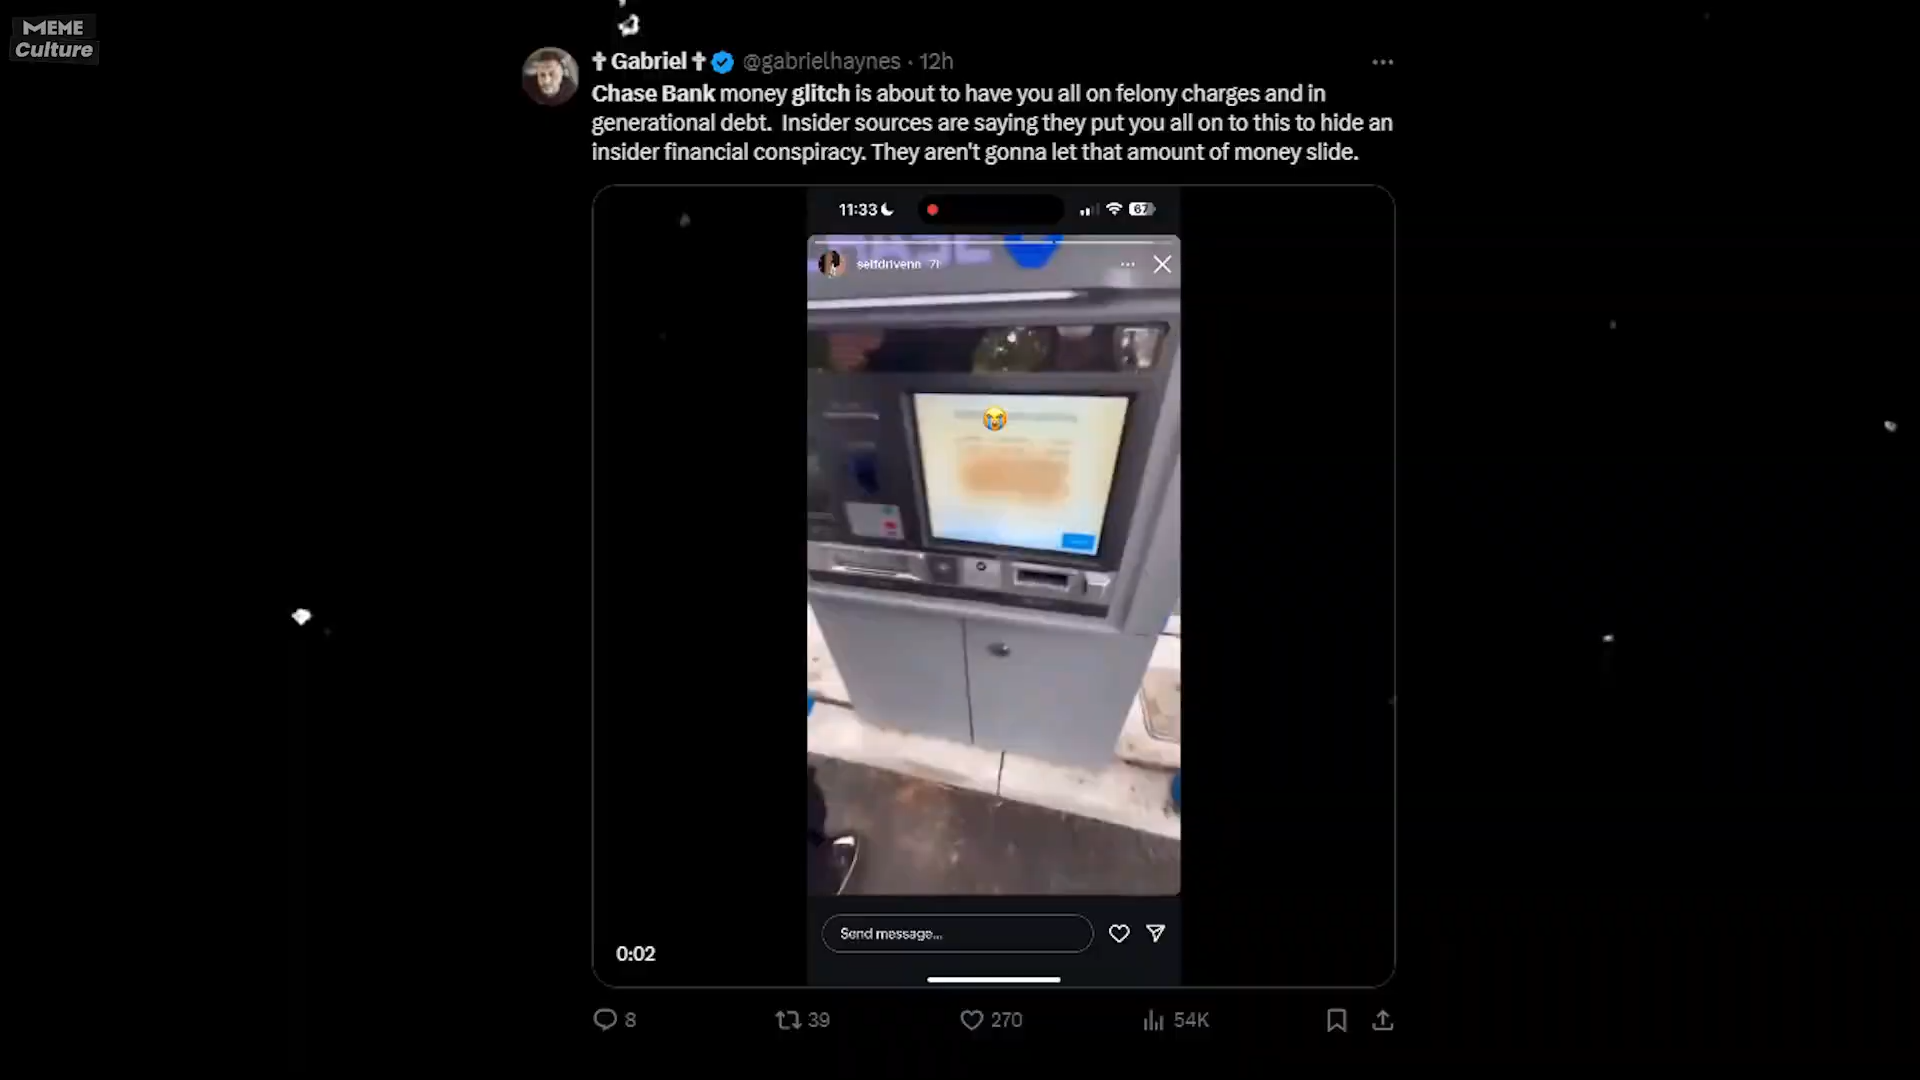 MEME
Culture
✝ Gabriel ✝ @gabrielhaynes · 12h
Chase Bank money glitch is about to have you all on felony charges and in
generational debt. Insider sources are saying they put you all on to this to hide an
insider financial conspiracy. They aren't gonna let that amount of money slide.
11:33
67
selfdrivenn 7h
Send message...
0:02
8 39 270 54K